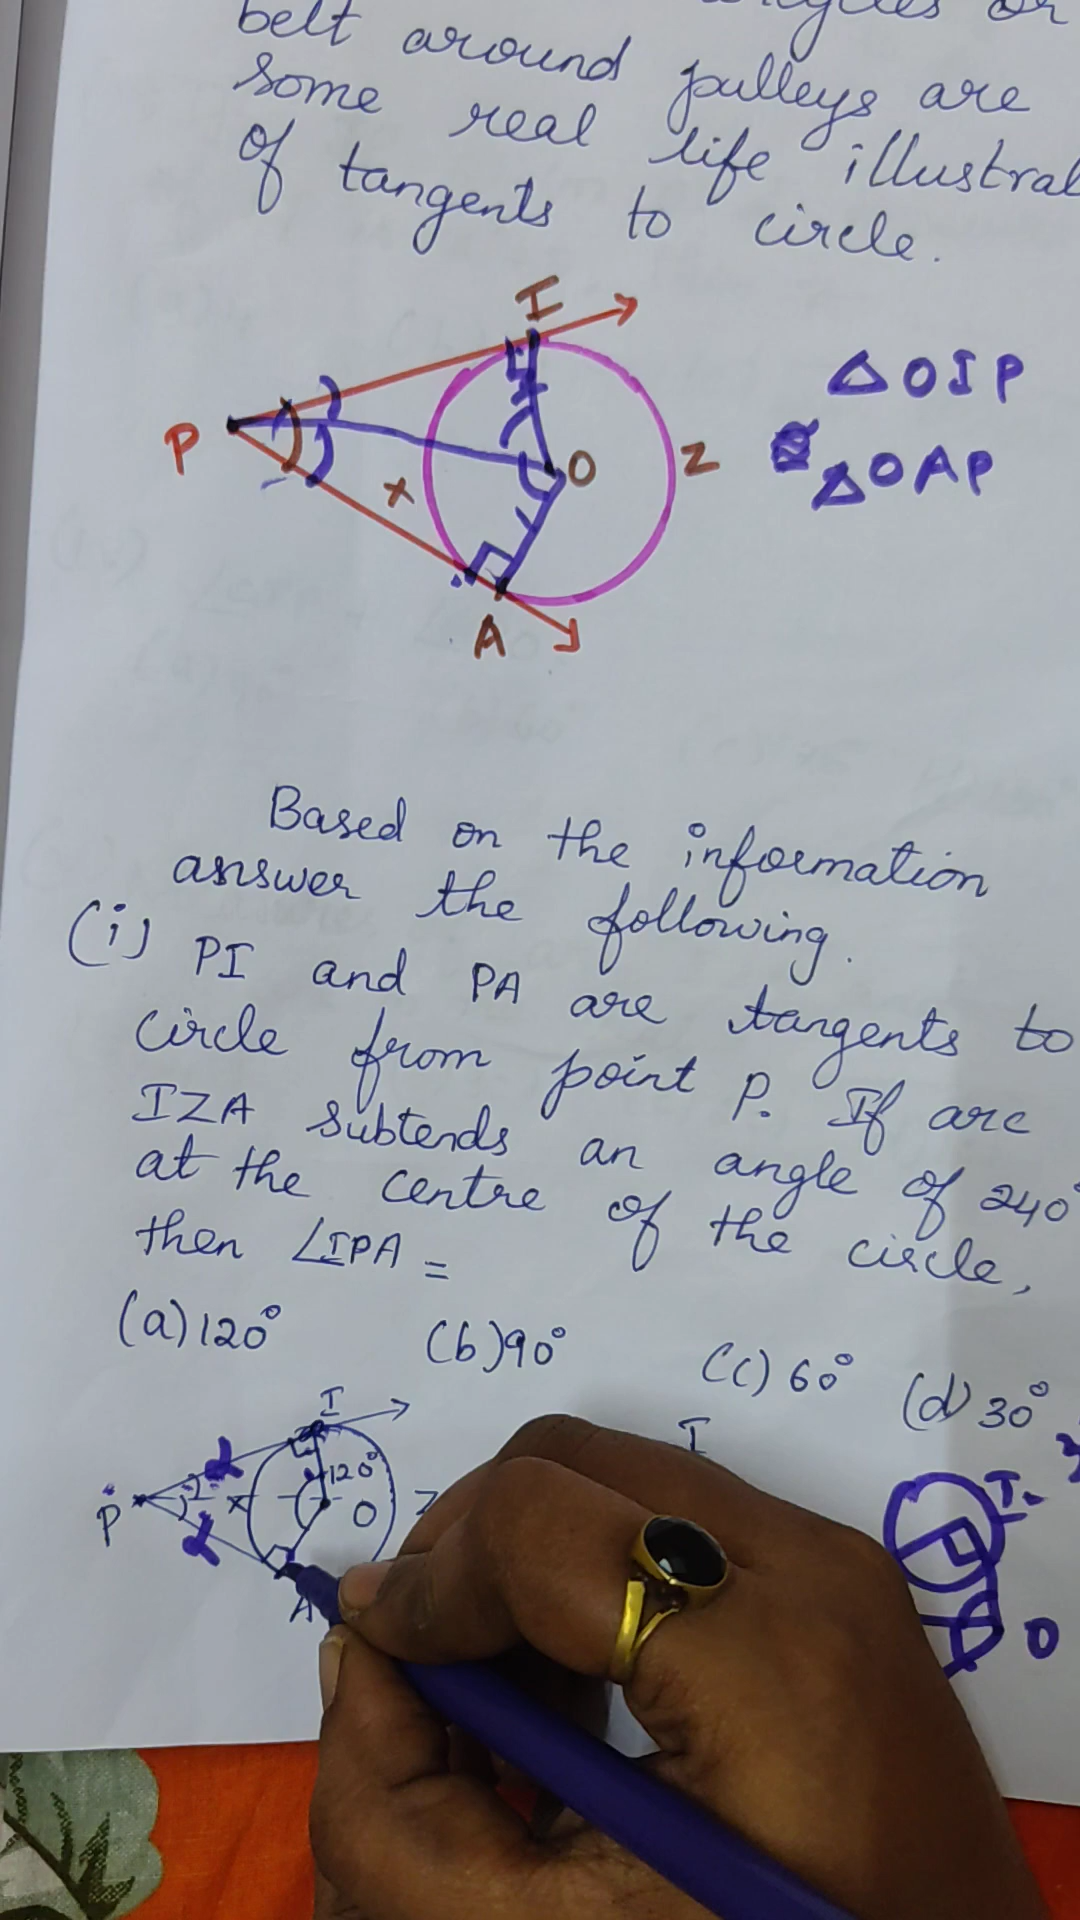 or
belt around pulleys are
some real life illustrat
of tangents to circle.
I
P
X
O
Z
A
△OIP
△OAP
Based on the information
answer the following.
(i) PI and PA are tangents to
circle from point P. If arc
IZA subtends an angle of 240°
at the centre of the circle,
then ∠IPA =
(a) 120° (b) 90° (c) 60° (d) 30°
I
α
120°
P
X
O
Z
α
A
I
I
O